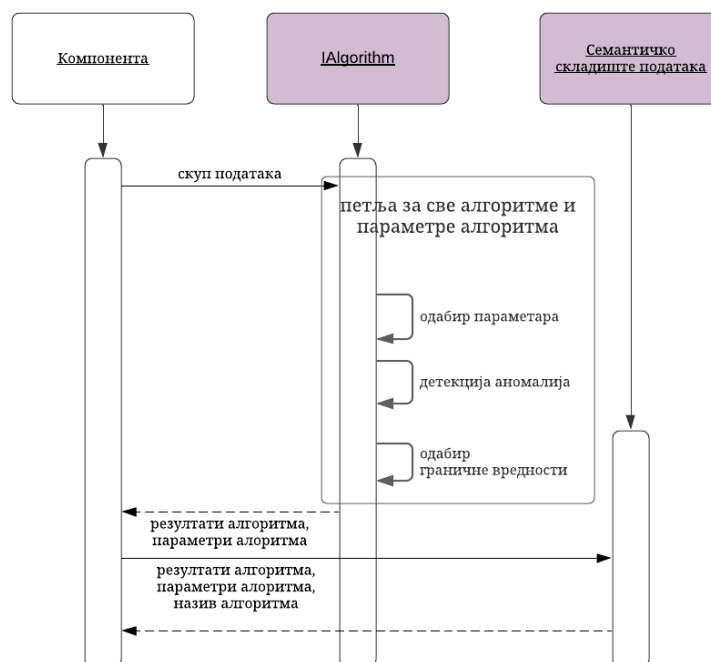 Компонента
IAlgorithm
Семантичко
складиште података
скуп података
петља за све алгоритме и
параметре алгоритма
одабир параметара
детекција аномалија
одабир
граничне вредности
резултати алгоритма,
параметри алоритма
резултати алгоритма,
параметри алоритма,
назив алгоритма